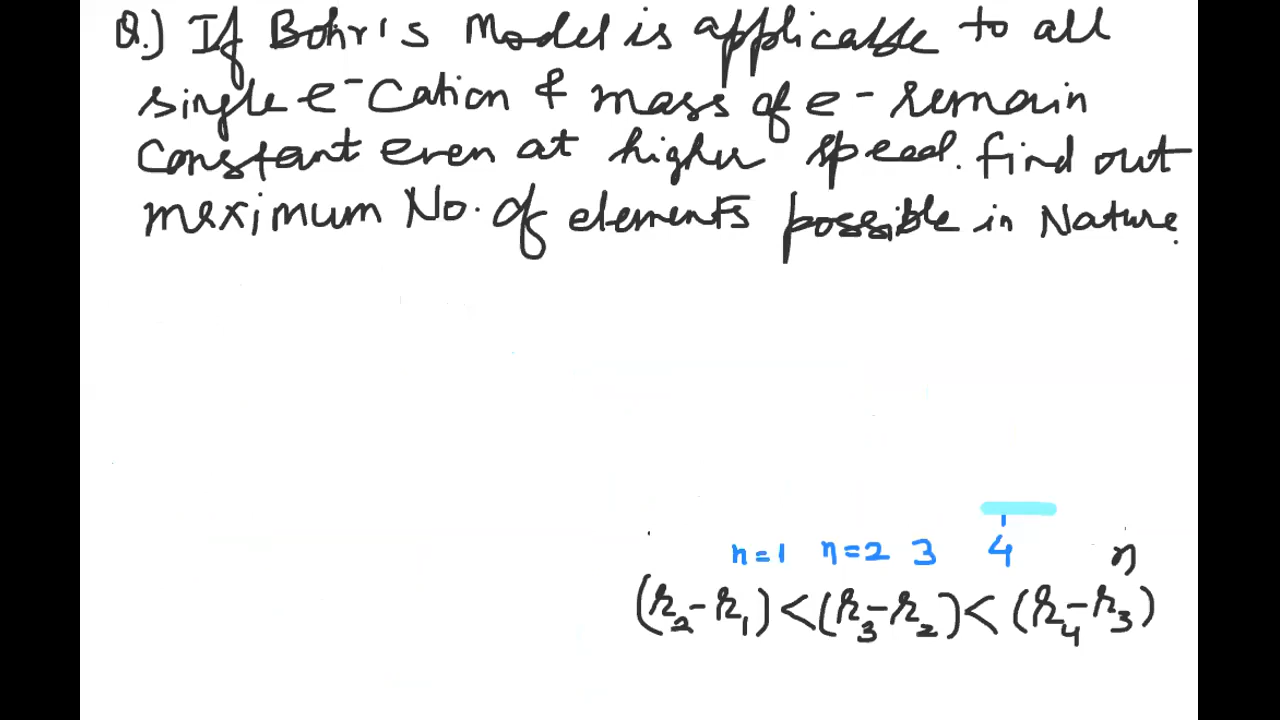 Q.) If Bohr's Model is applicable to all
single e⁻ Cation & mass of e⁻ remain
Constant even at higher speed. find out
maximum No. of elements possible in Nature.
n=1 n=2 3 4 n
(r₂-r₁) < (r₃-r₂) < (r₄-r₃)